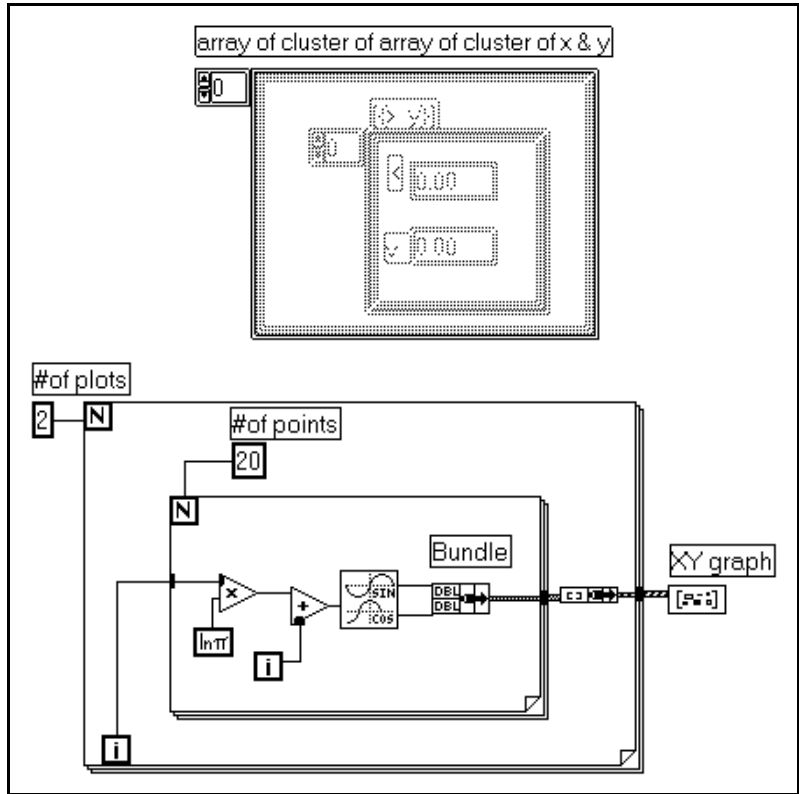 array of cluster of array of cluster of x & y
0
0
0.00
0.00
#of plots
2
N
#of points
20
N
Bundle
XY graph
x
SIN
COS
DBL
DBL
+
lnπ
i
i